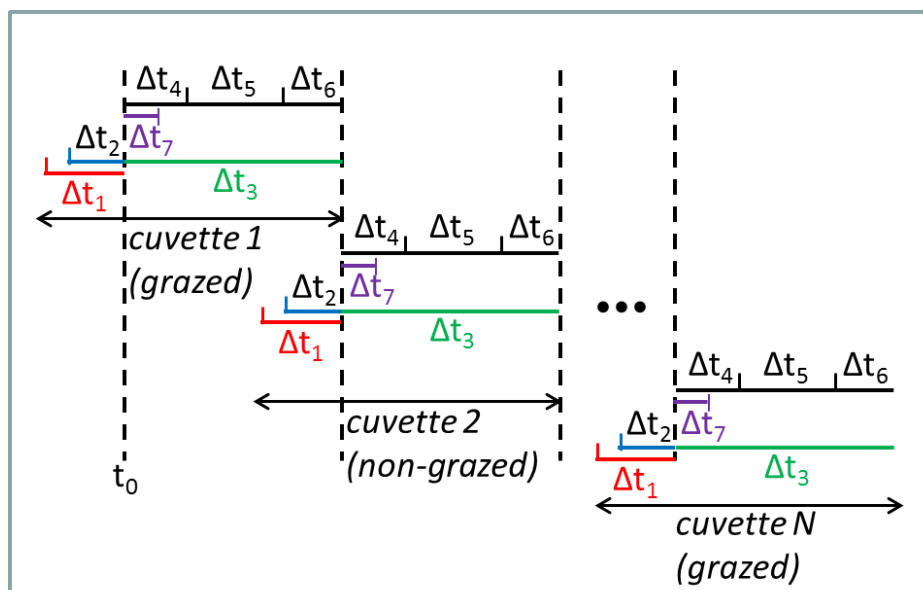 Δt4 Δt5 Δt6
Δt2 Δt7
Δt1 Δt3
cuvette 1
(grazed)
Δt4 Δt5 Δt6
Δt2 Δt7
Δt1 Δt3
•••
cuvette 2
(non-grazed)
Δt4 Δt5 Δt6
Δt2 Δt7
Δt1 Δt3
t0
cuvette N
(grazed)